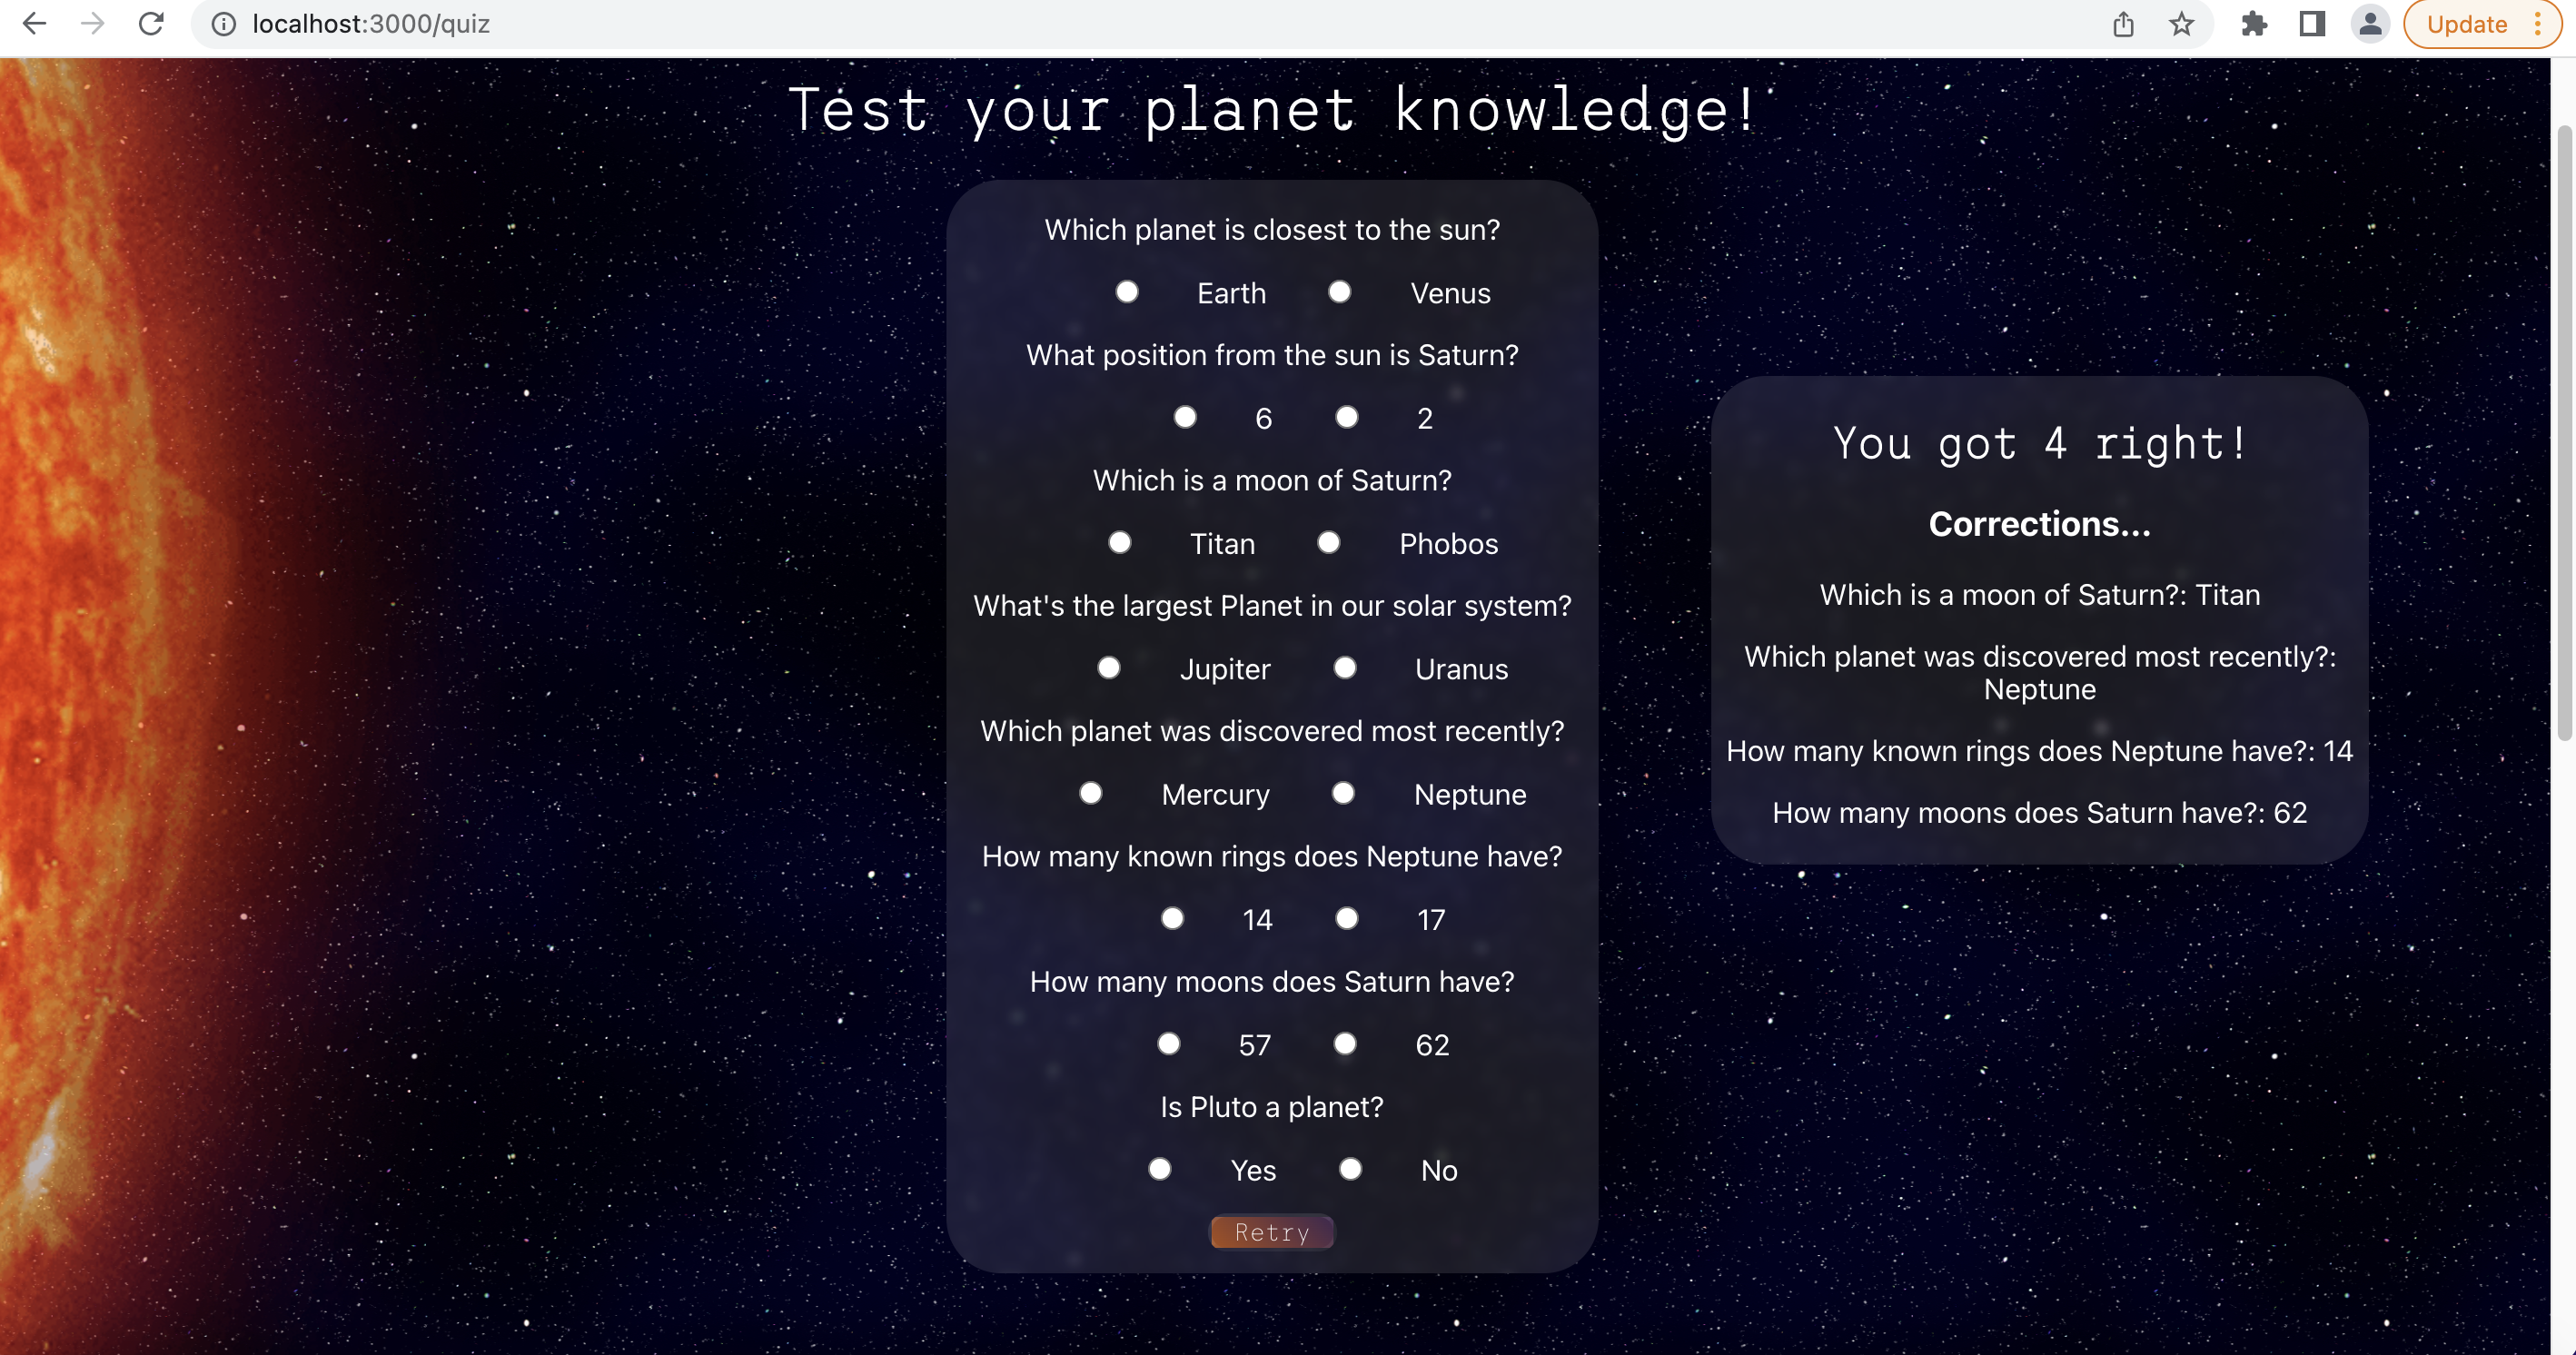 localhost:3000/quiz
Update
Test your planet knowledge!
Which planet is closest to the sun?
Earth Venus
What position from the sun is Saturn?
6 2
Which is a moon of Saturn?
Titan Phobos
What's the largest Planet in our solar system?
Jupiter Uranus
Which planet was discovered most recently?
Mercury Neptune
How many known rings does Neptune have?
14 17
How many moons does Saturn have?
57 62
Is Pluto a planet?
Yes No
Retry
You got 4 right!
Corrections...
Which is a moon of Saturn?: Titan
Which planet was discovered most recently?:
Neptune
How many known rings does Neptune have?: 14
How many moons does Saturn have?: 62